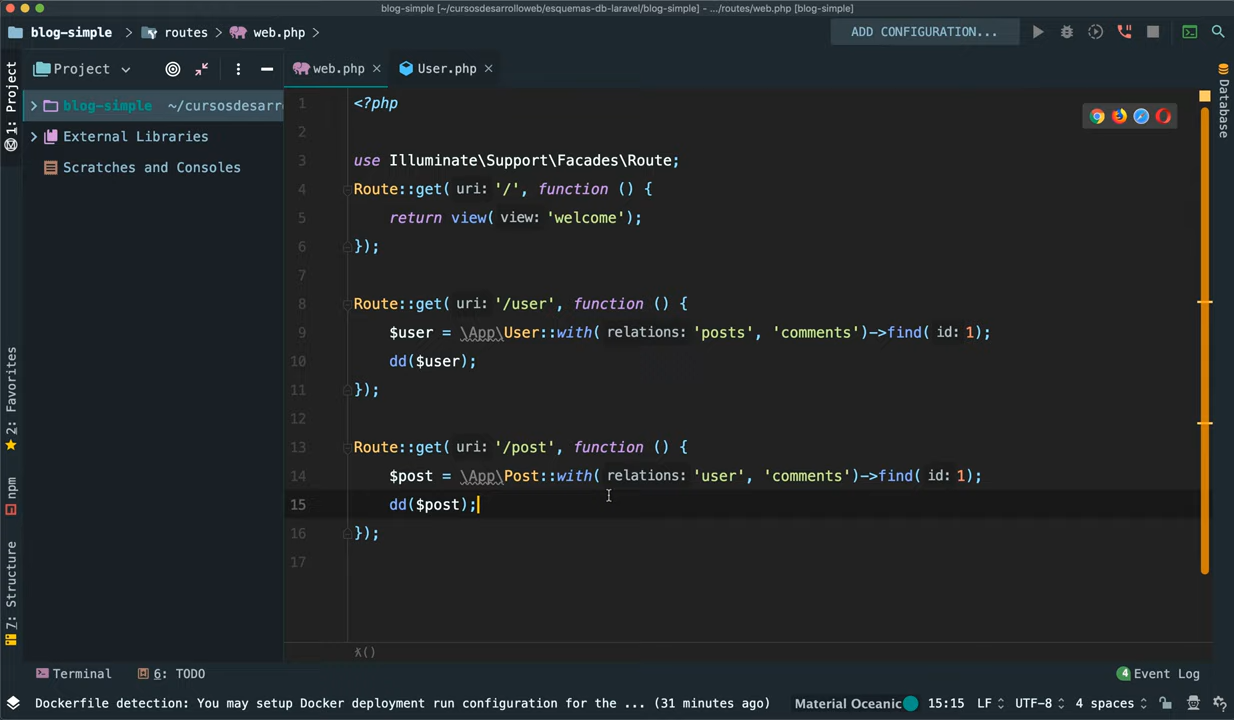 blog-simple [~/cursosdesarrolloweb/esquemas-db-laravel/blog-simple] - .../routes/web.php [blog-simple]
blog-simple > routes > web.php >
ADD CONFIGURATION...
Project
web.php × User.php ×
1: Project
Database
blog-simple ~/cursosdesarr
External Libraries
Scratches and Consoles
1 <?php
2
3 use Illuminate\Support\Facades\Route;
4 Route::get( uri: '/', function () {
5 return view( view: 'welcome');
6 });
7
8 Route::get( uri: '/user', function () {
9 $user = \App\User::with( relations: 'posts', 'comments')->find( id: 1);
10 dd($user);
11 });
12
13 Route::get( uri: '/post', function () {
14 $post = \App\Post::with( relations: 'user', 'comments')->find( id: 1);
15 dd($post);
16 });
17
2: Favorites
npm
7: Structure
λ()
Terminal 6: TODO
4 Event Log
Dockerfile detection: You may setup Docker deployment run configuration for the ... (31 minutes ago)
Material Oceanic 15:15 LF UTF-8 4 spaces